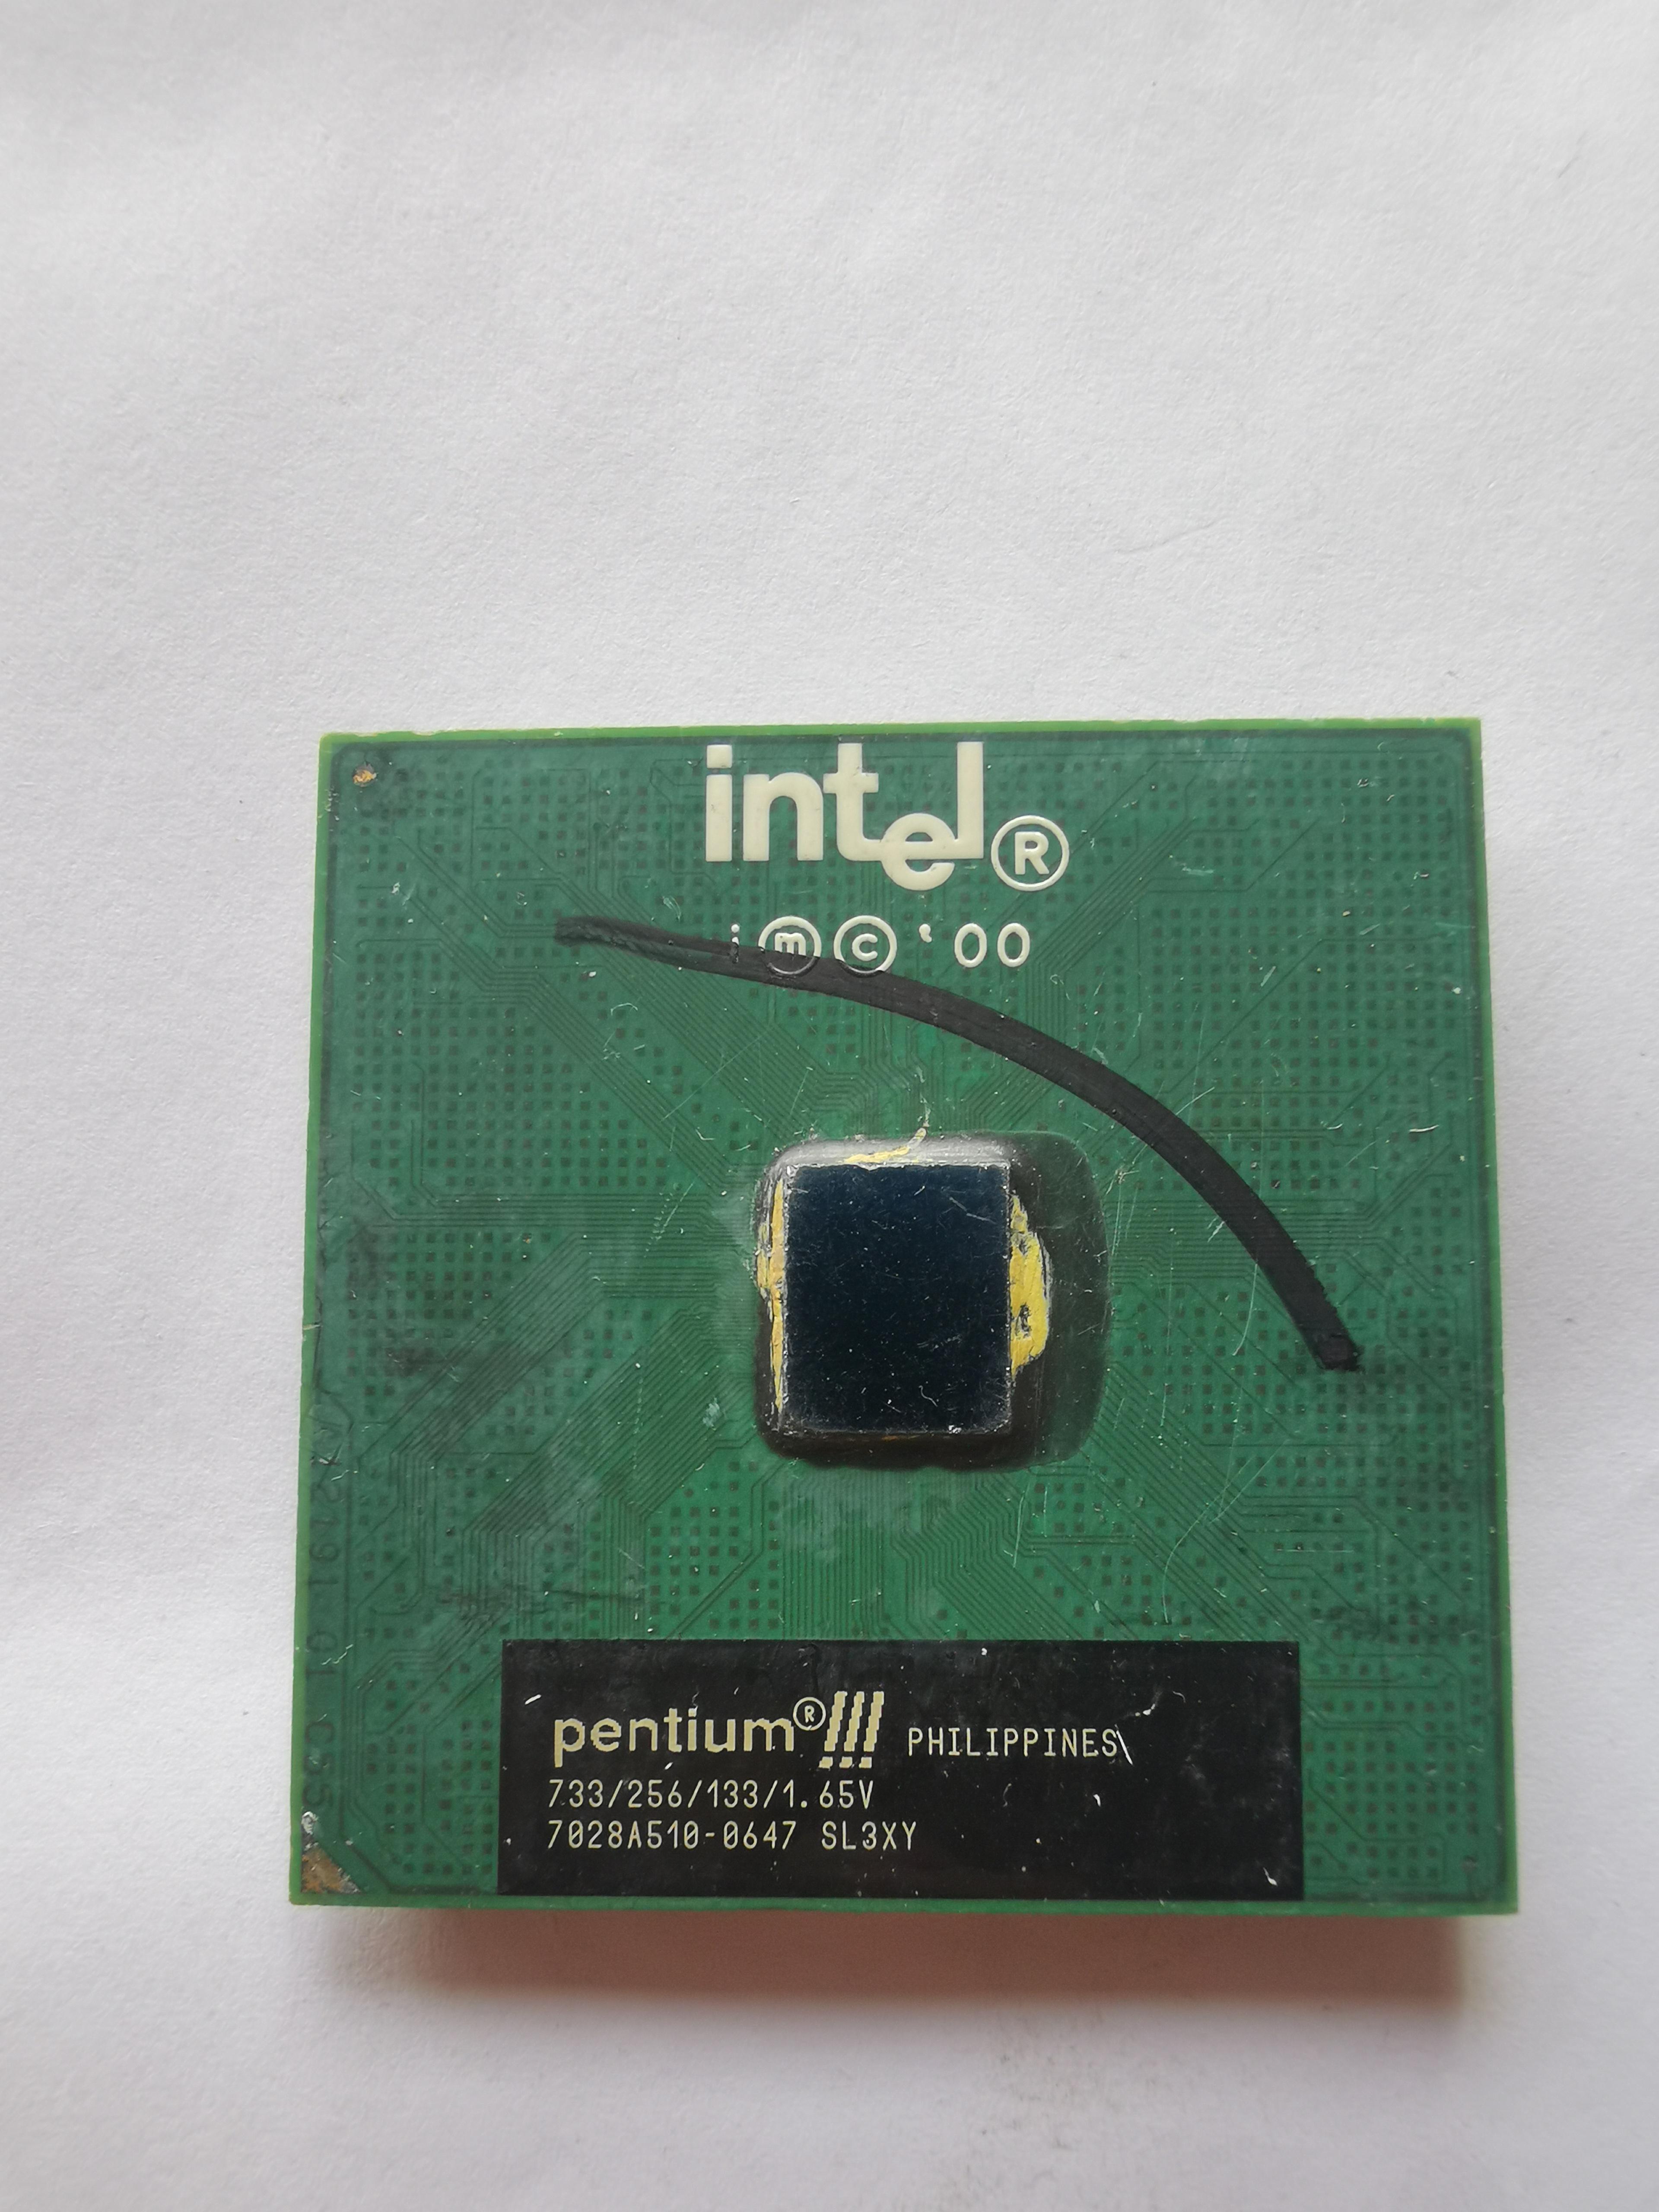 intel®
i ⓜ ⓒ '00
pentium® !!! PHILIPPINES
733/256/133/1.65V
7028A510-0647 SL3XY